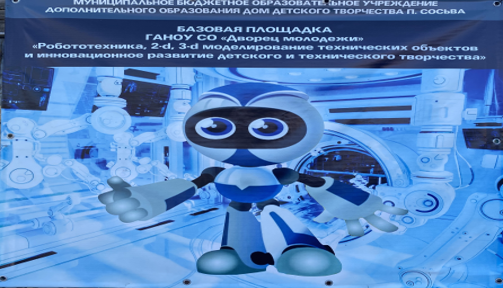 МУНИЦИПАЛЬНОЕ БЮДЖЕТНОЕ ОБРАЗОВАТЕЛЬНОЕ УЧРЕЖДЕНИЕ
ДОПОЛНИТЕЛЬНОГО ОБРАЗОВАНИЯ ДОМ ДЕТСКОГО ТВОРЧЕСТВА П. СОСЬВА
БАЗОВАЯ ПЛОЩАДКА
ГАНОУ СО «Дворец молодежи»
«Робототехника, 2-d, 3-d моделирование технических объектов
и инновационное развитие детского и технического творчества»